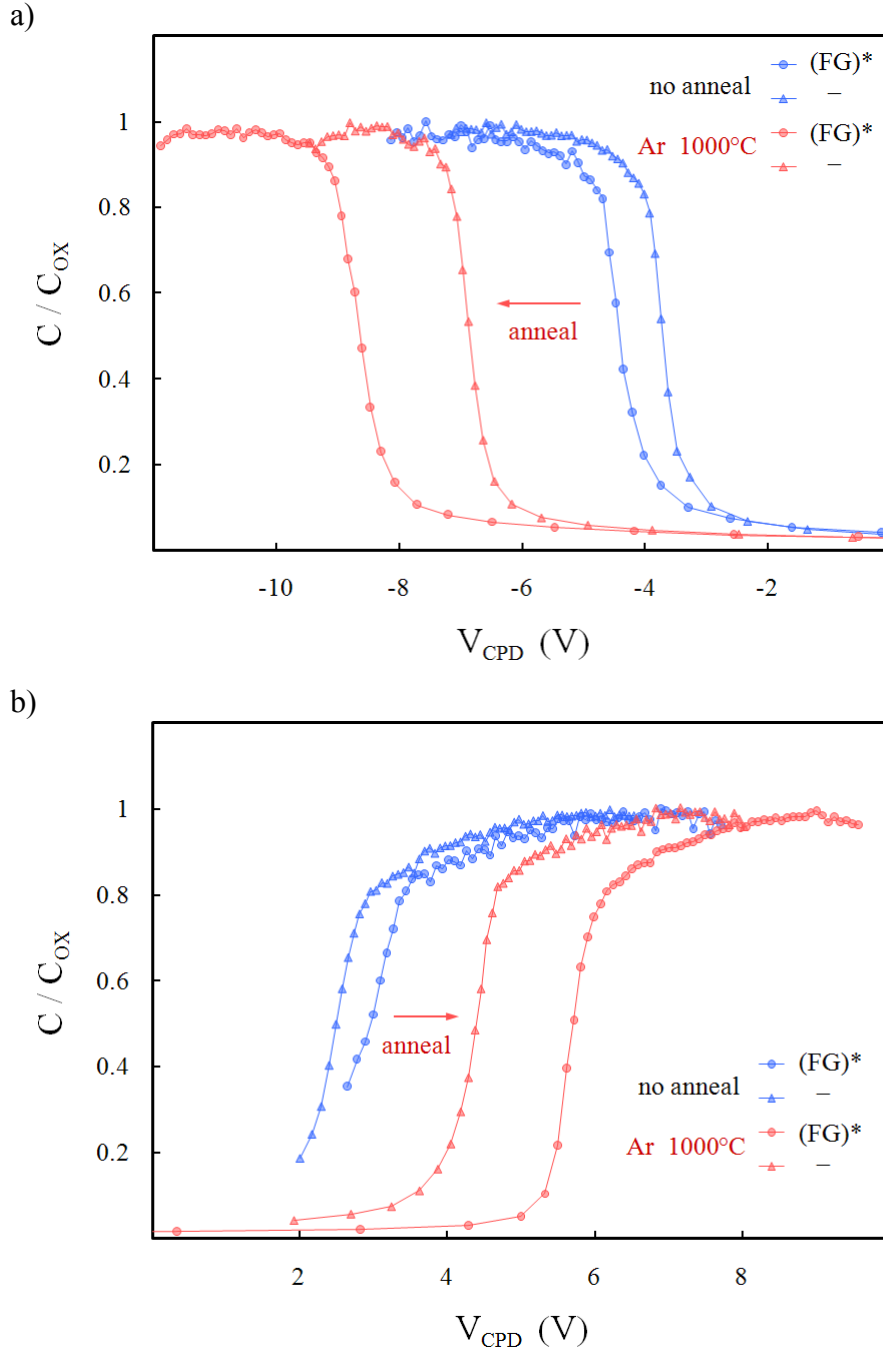 a)
(FG)*
no anneal
–
1
Ar 1000°C
(FG)*
–
0.8
C / C_OX
0.6
anneal
0.4
0.2
-10 -8 -6 -4 -2
V_CPD (V)
b)
1
0.8
C / C_OX
0.6
anneal
0.4
(FG)*
no anneal
–
(FG)*
Ar 1000°C
–
0.2
2 4 6 8
V_CPD (V)